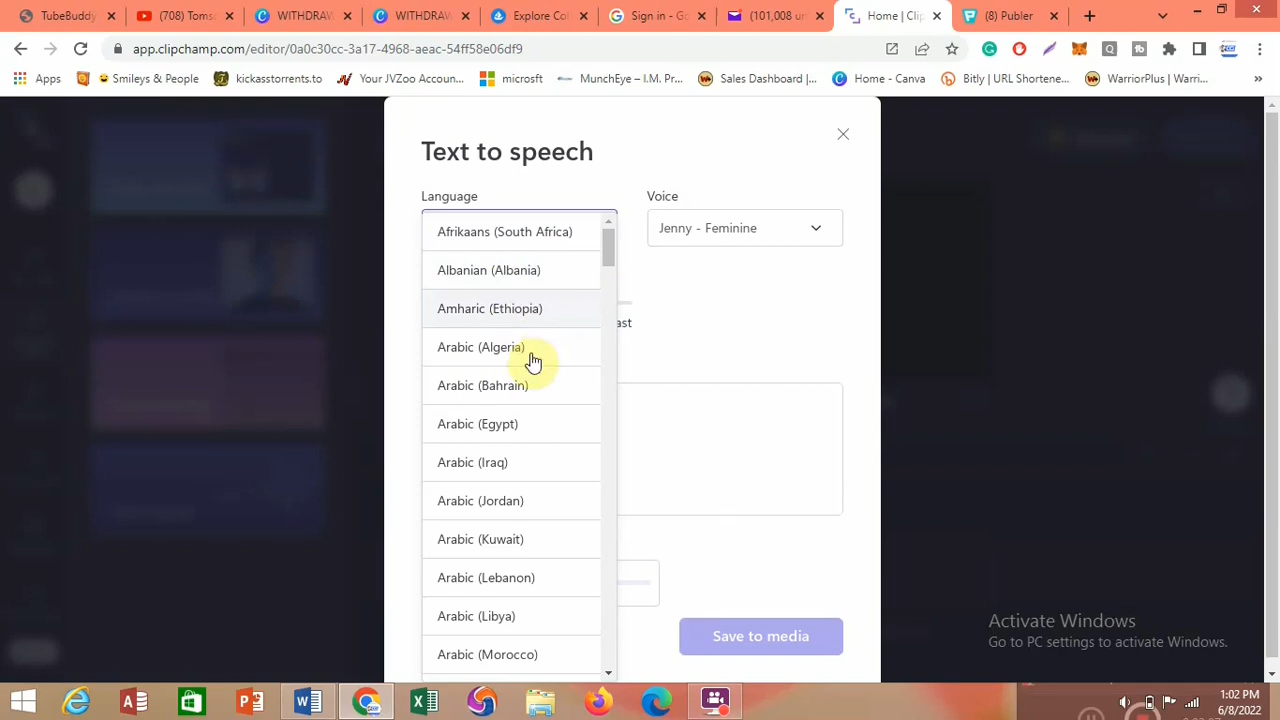 TubeBuddy
(708) Toms
WITHDRAW
WITHDRAW
Explore Col
Sign in - Go
(101,008 un
Home | Clip
(8) Publer
app.clipchamp.com/editor/0a0c30cc-3a17-4968-aeac-54ff58e06df9
Apps
Smileys & People
kickasstorrents.to
Your JVZoo Accoun...
microsft
MunchEye – I.M. Pr...
Sales Dashboard |...
Home - Canva
Bitly | URL Shortene...
WarriorPlus | Warri...
Text to speech
Language
Voice
Afrikaans (South Africa)
Jenny - Feminine
Albanian (Albania)
Amharic (Ethiopia)
ast
Arabic (Algeria)
Arabic (Bahrain)
Arabic (Egypt)
Arabic (Iraq)
Arabic (Jordan)
Arabic (Kuwait)
Arabic (Lebanon)
Arabic (Libya)
Arabic (Morocco)
Save to media
Activate Windows
Go to PC settings to activate Windows.
1:02 PM
6/8/2022